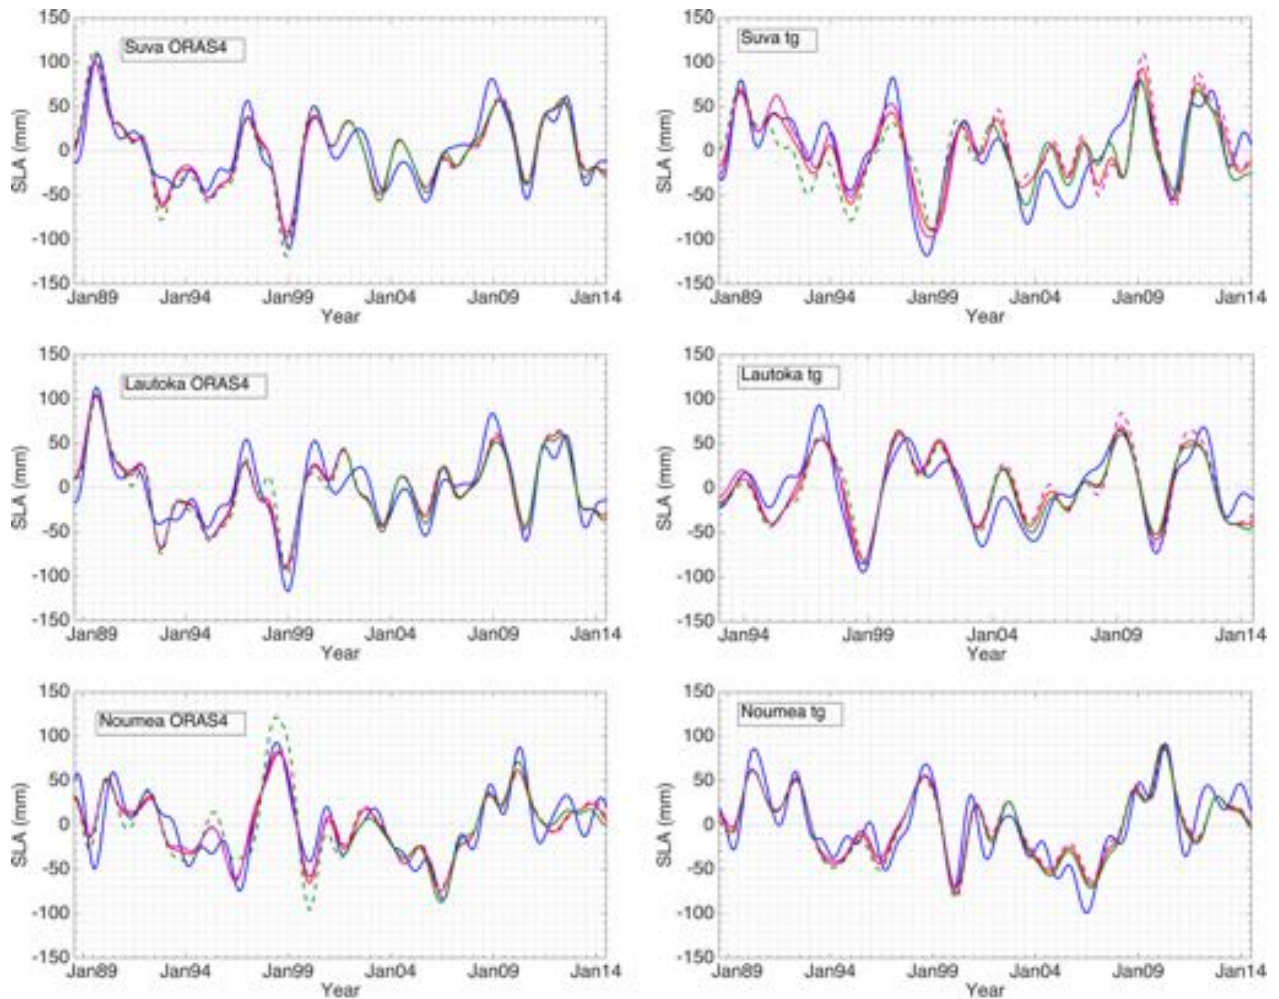 Suva ORAS4
SLA (mm)
150
100
50
0
-50
-100
-150
Jan89 Jan94 Jan99 Jan04 Jan09 Jan14
Year
Suva tg
SLA (mm)
150
100
50
0
-50
-100
-150
Jan89 Jan94 Jan99 Jan04 Jan09 Jan14
Year
Lautoka ORAS4
SLA (mm)
150
100
50
0
-50
-100
-150
Jan89 Jan94 Jan99 Jan04 Jan09 Jan14
Year
Lautoka tg
SLA (mm)
150
100
50
0
-50
-100
-150
Jan94 Jan99 Jan04 Jan09 Jan14
Year
Noumea ORAS4
SLA (mm)
150
100
50
0
-50
-100
-150
Jan89 Jan94 Jan99 Jan04 Jan09 Jan14
Year
Noumea tg
SLA (mm)
150
100
50
0
-50
-100
-150
Jan89 Jan94 Jan99 Jan04 Jan09 Jan14
Year